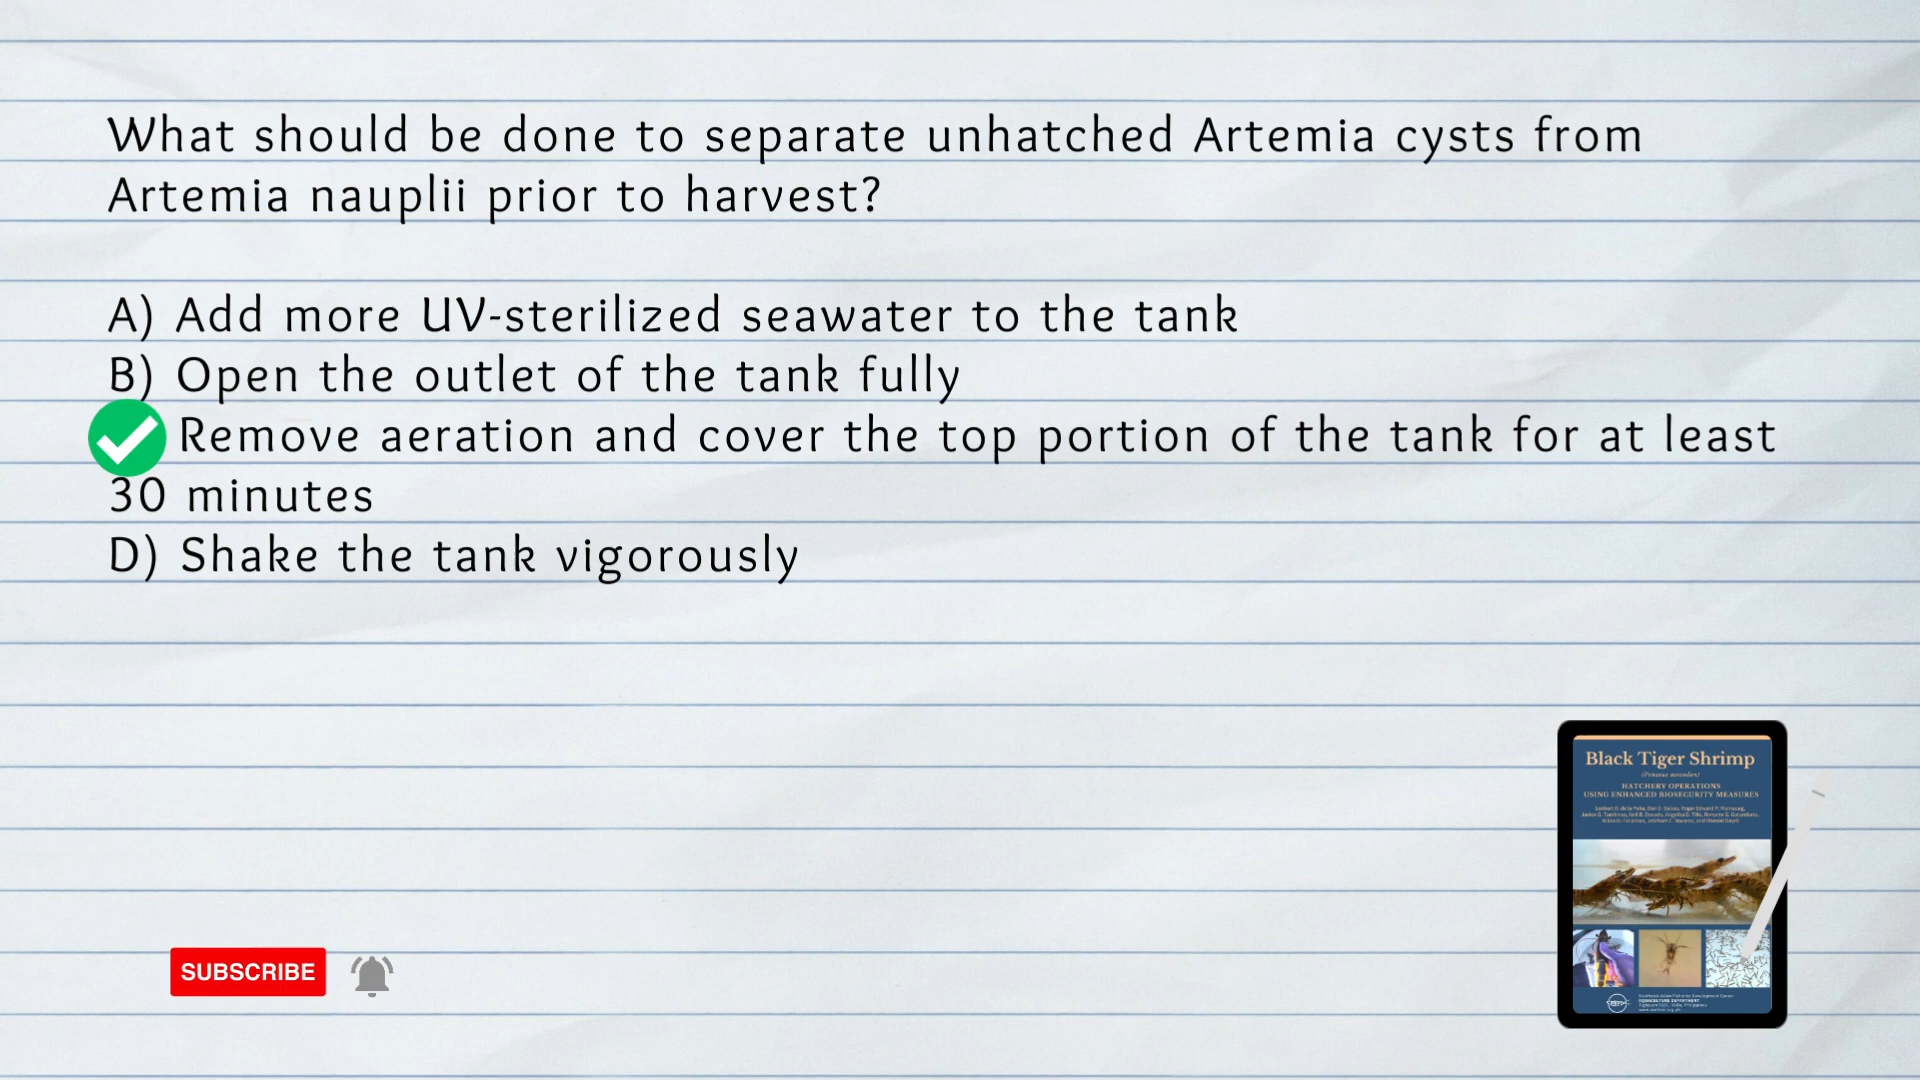 What should be done to separate unhatched Artemia cysts from
Artemia nauplii prior to harvest?
A) Add more UV-sterilized seawater to the tank
B) Open the outlet of the tank fully
Remove aeration and cover the top portion of the tank for at least
30 minutes
D) Shake the tank vigorously
Black Tiger Shrimp
(Penaeus monodon)
HATCHERY OPERATIONS
USING ENHANCED BIOSECURITY MEASURES
SUBSCRIBE